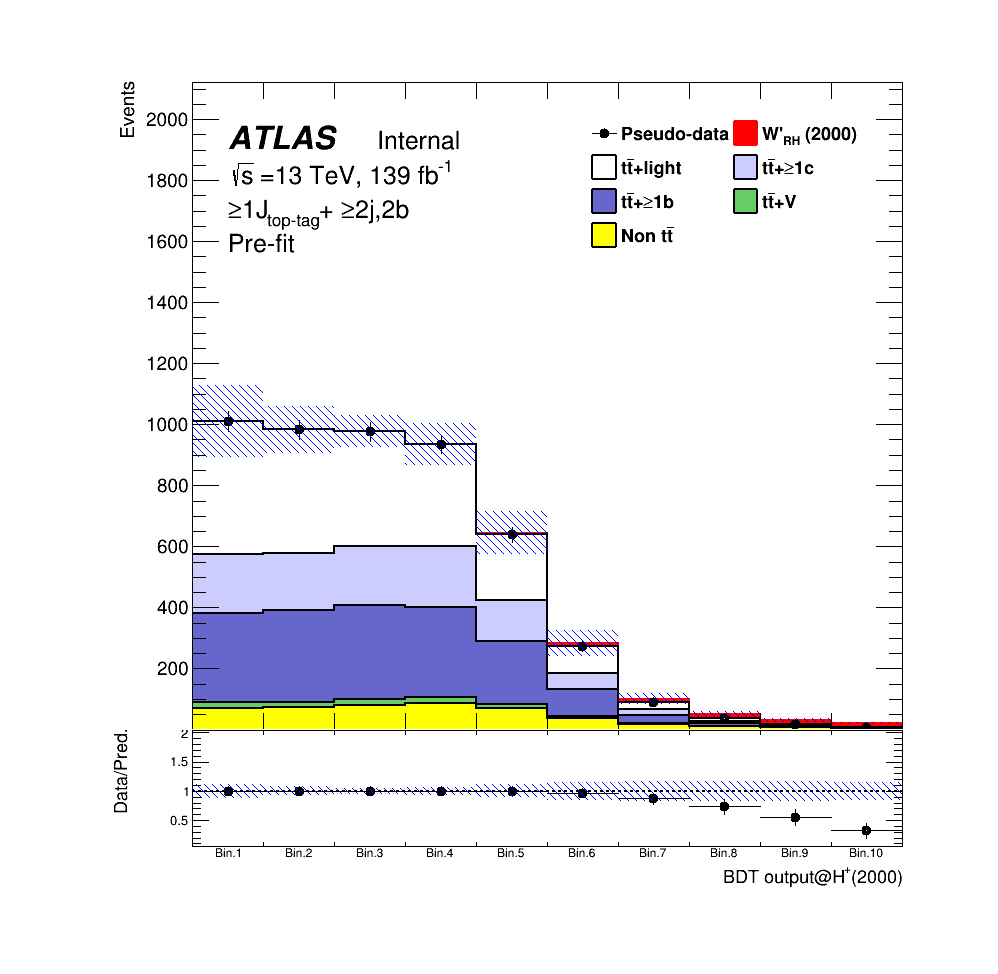 Events
2000
1800
1600
1400
1200
1000
800
600
400
200
ATLAS Internal
√s =13 TeV, 139 fb⁻¹
≥1J_top-tag+ ≥2j,2b
Pre-fit
Pseudo-data W'_RH (2000)
tt̄+light tt̄+≥1c
tt̄+≥1b tt̄+V
Non tt̄
Data/Pred.
2
1.5
1
0.5
Bin.1 Bin.2 Bin.3 Bin.4 Bin.5 Bin.6 Bin.7 Bin.8 Bin.9 Bin.10
BDT output@H⁺(2000)